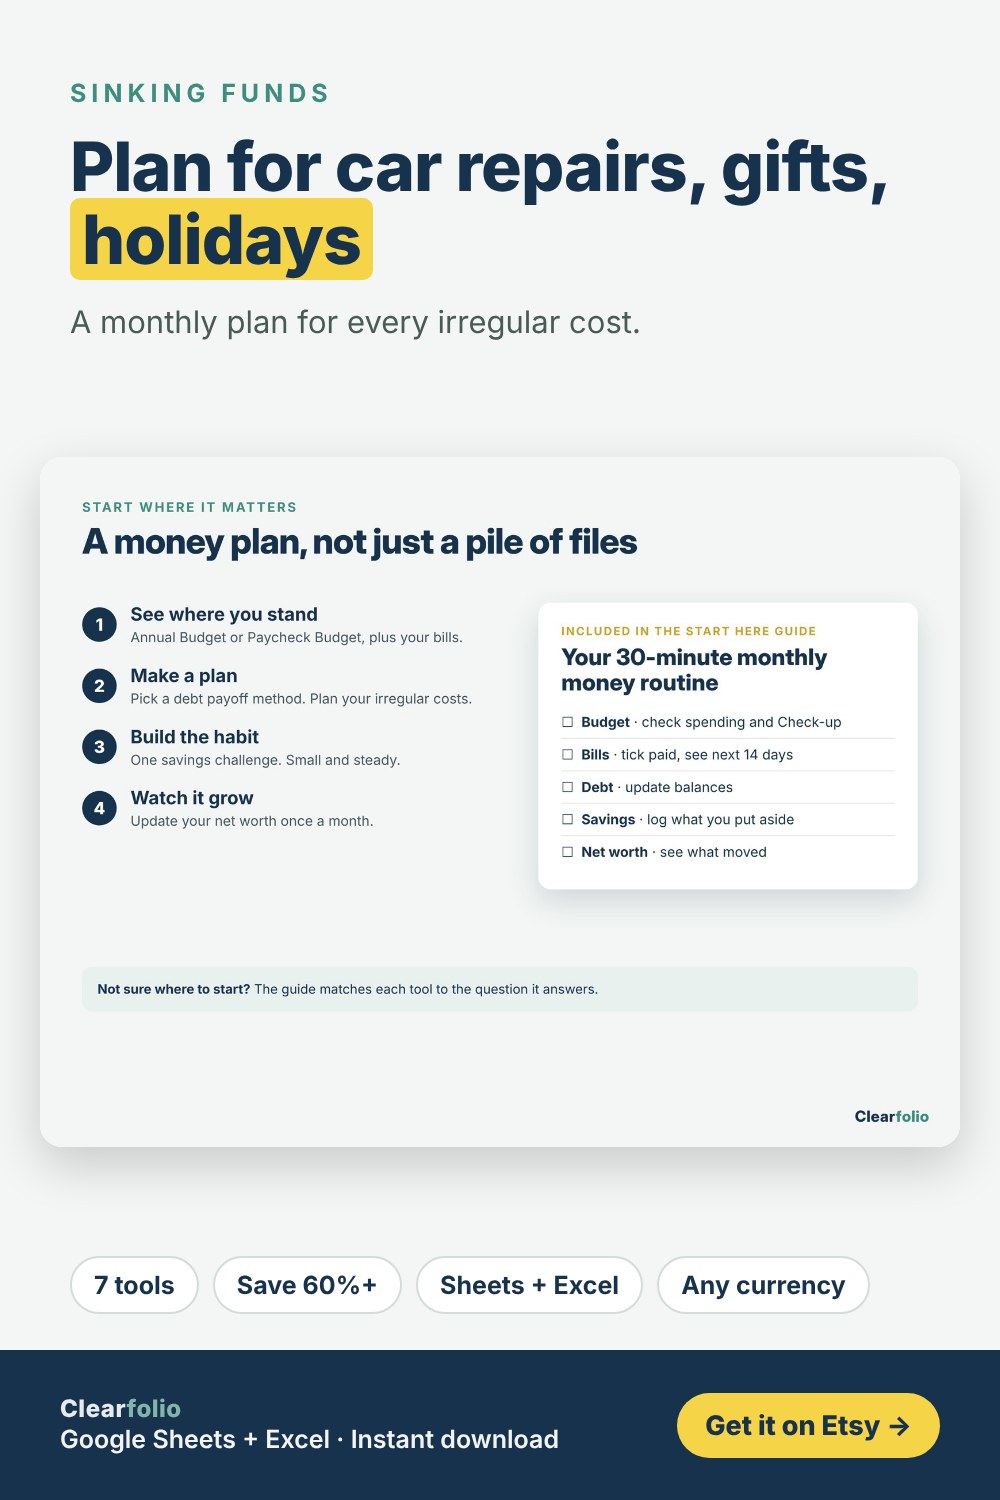 SINKING FUNDS
Plan for car repairs, gifts,
holidays
A monthly plan for every irregular cost.
START WHERE IT MATTERS
A money plan, not just a pile of files
1 See where you stand
Annual Budget or Paycheck Budget, plus your bills.
2 Make a plan
Pick a debt payoff method. Plan your irregular costs.
3 Build the habit
One savings challenge. Small and steady.
4 Watch it grow
Update your net worth once a month.
INCLUDED IN THE START HERE GUIDE
Your 30-minute monthly
money routine
☐ Budget · check spending and Check-up
☐ Bills · tick paid, see next 14 days
☐ Debt · update balances
☐ Savings · log what you put aside
☐ Net worth · see what moved
Not sure where to start? The guide matches each tool to the question it answers.
Clearfolio
7 tools
Save 60%+
Sheets + Excel
Any currency
Clearfolio
Google Sheets + Excel · Instant download
Get it on Etsy →